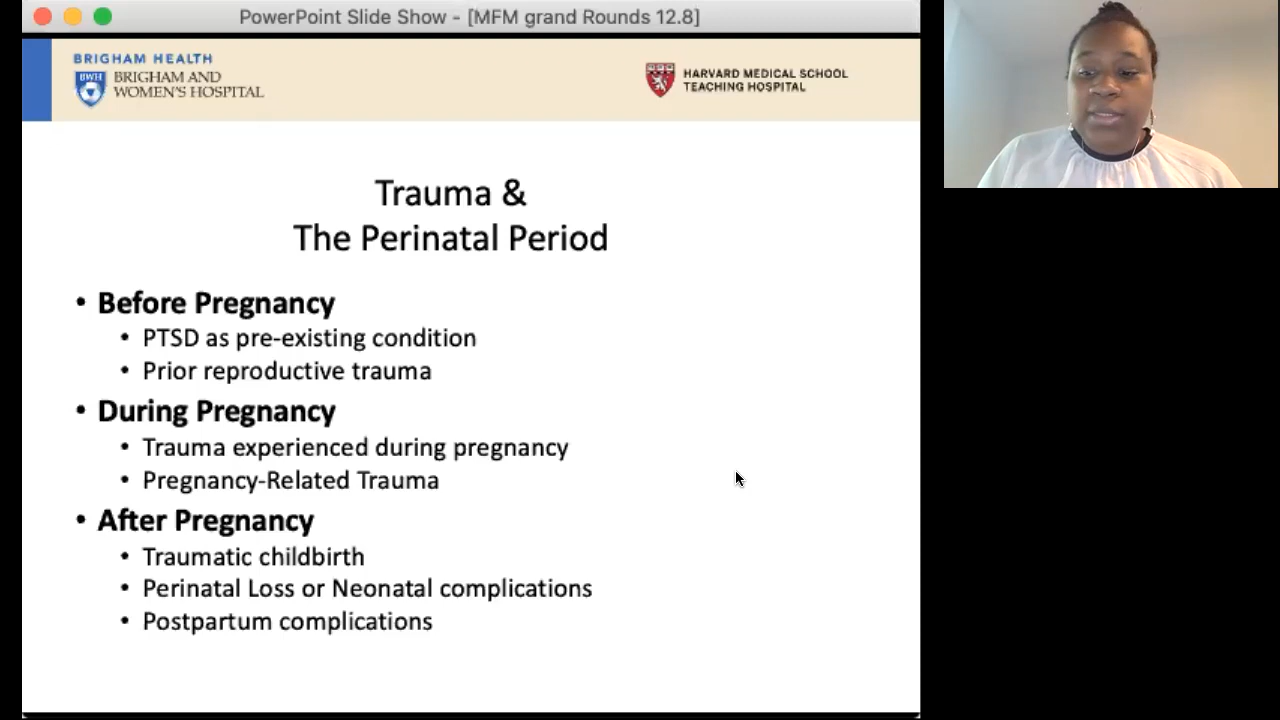 PowerPoint Slide Show - [MFM grand Rounds 12.8]
BRIGHAM HEALTH
BWH
BRIGHAM AND
WOMEN'S HOSPITAL
HARVARD MEDICAL SCHOOL
TEACHING HOSPITAL
Trauma &
The Perinatal Period
• Before Pregnancy
• PTSD as pre-existing condition
• Prior reproductive trauma
• During Pregnancy
• Trauma experienced during pregnancy
• Pregnancy-Related Trauma
• After Pregnancy
• Traumatic childbirth
• Perinatal Loss or Neonatal complications
• Postpartum complications